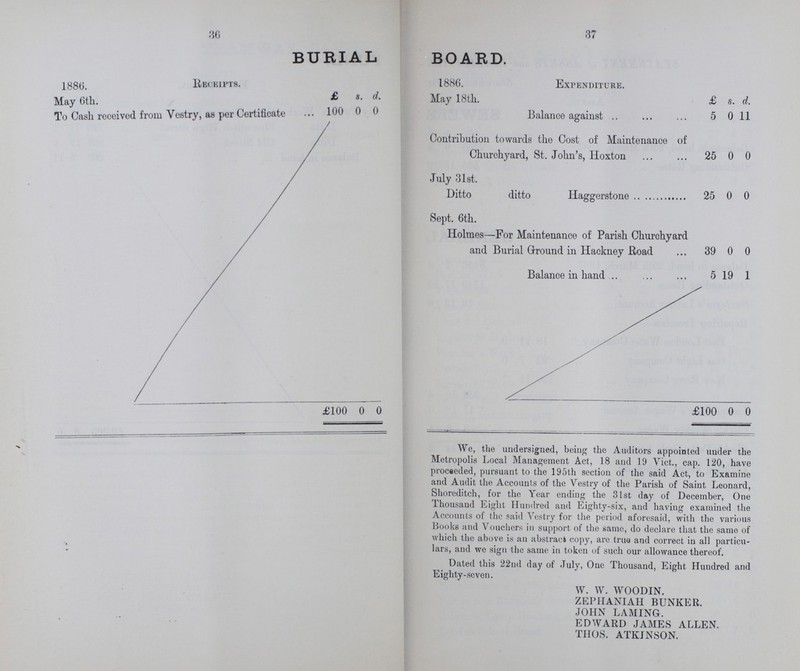 36
BURIAL
1886. RECEIPTS.
May 6th. £ s. d.
To Cash received from Vestry, as per Certificate ... 100 0 0
£100 0 0
37
BOARD.
1886. EXPENDITURE.
May 18th. £ s. d.
Balance against .. ... ... 5 0 11
Contribution towards the Cost of Maintenance of
Churchyard, St. John's, Hoxton ... ... 25 0 0
July 31st.
Ditto ditto Haggerstone .. ........... 25 0 0
Sept. 6th.
Holmes—For Maintenance of Parish Churchyard
and Burial Ground in Hackney Road ... 39 0 0
Balance in hand .. ... ... 5 19 1
£100 0 0
We, the undersigned, being the Auditors appointed under the
Metropolis Local Management Act, 18 and 19 Vict., cap. 120, have
proceeded, pursuant to the 195th section of the said Act, to Examine
and Audit the Accounts of the Vestry of the Parish of Saint Leonard,
Shoreditch, for the Year ending the 31st day of December, One
Thousand Eight Hundred and Eighty-six, and having examined the
Accounts of the said Vestry for the period aforesaid, with the various
Books and Vouchers in support of the same, do declare that the same of
which the above is an abstract copy, are true and correct in all particu-
lars, and we sign the same in token of such our allowance thereof.
Dated this 22nd day of July, One Thousand, Eight Hundred and
Eighty-seven.
W. W. WOODIN.
ZEPHANIAH BUNKER.
JOHN LAMING.
EDWARD JAMES ALLEN.
THOS. ATKINSON.